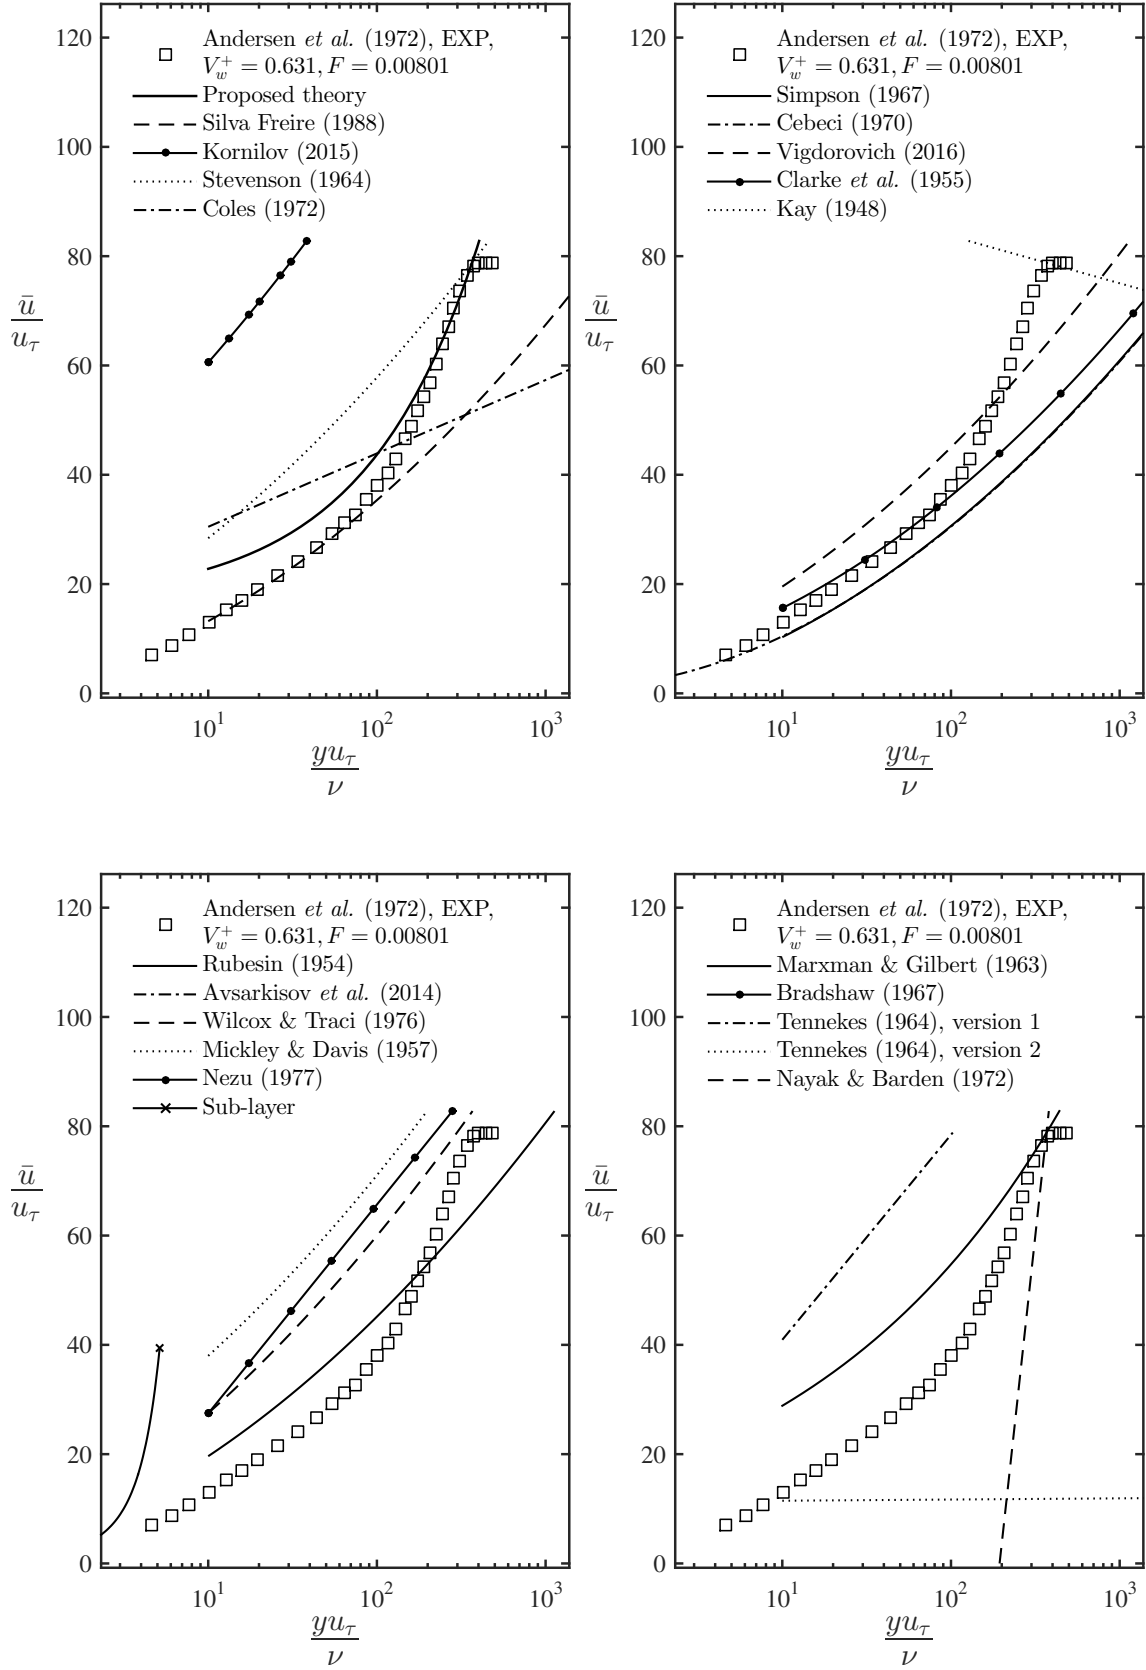 120
100
80
60
40
20
0
ū
u_τ
Andersen et al. (1972), EXP,
V_w^+ = 0.631, F = 0.00801
Proposed theory
Silva Freire (1988)
Kornilov (2015)
Stevenson (1964)
Coles (1972)
10^1
10^2
10^3
yu_τ
ν
120
100
80
60
40
20
0
ū
u_τ
Andersen et al. (1972), EXP,
V_w^+ = 0.631, F = 0.00801
Simpson (1967)
Cebeci (1970)
Vigdorovich (2016)
Clarke et al. (1955)
Kay (1948)
10^1
10^2
10^3
yu_τ
ν
120
100
80
60
40
20
0
ū
u_τ
Andersen et al. (1972), EXP,
V_w^+ = 0.631, F = 0.00801
Rubesin (1954)
Avsarkisov et al. (2014)
Wilcox & Traci (1976)
Mickley & Davis (1957)
Nezu (1977)
Sub-layer
10^1
10^2
10^3
yu_τ
ν
120
100
80
60
40
20
0
ū
u_τ
Andersen et al. (1972), EXP,
V_w^+ = 0.631, F = 0.00801
Marxman & Gilbert (1963)
Bradshaw (1967)
Tennekes (1964), version 1
Tennekes (1964), version 2
Nayak & Barden (1972)
10^1
10^2
10^3
yu_τ
ν